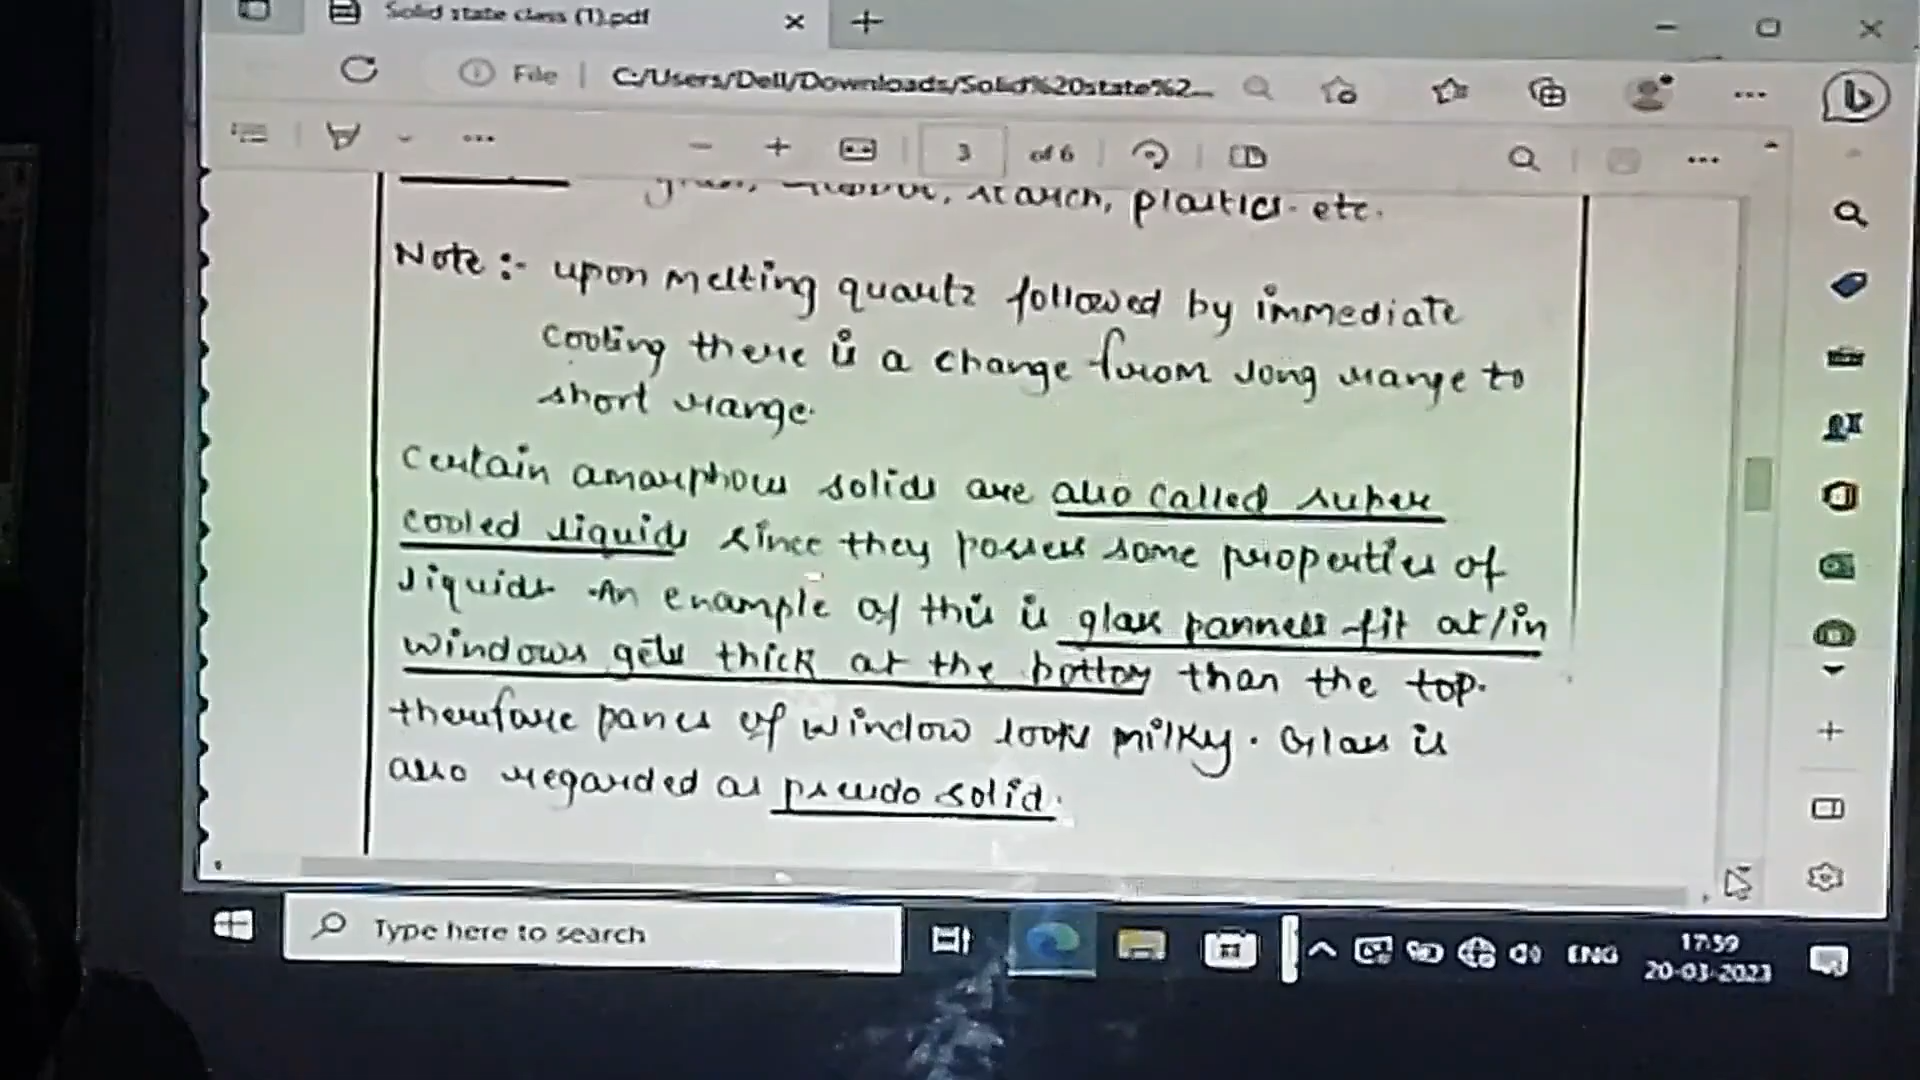 Solid state class (1).pdf
File | C:/Users/Dell/Downloads/Solid%20state%2...
3 of 6
starch, plastics. etc.
Note :- upon melting quartz followed by immediate
cooling there is a change from long range to
short range.
Certain amorphous solids are also called super
cooled liquids since they possess some properties of
liquids. An example of this is glass pannels fit at/in
windows gets thick at the bottom than the top.
therefore panes of window looks milky. Glass is
also regarded as pseudo solid.
Type here to search
ENG
17:59
20-03-2023